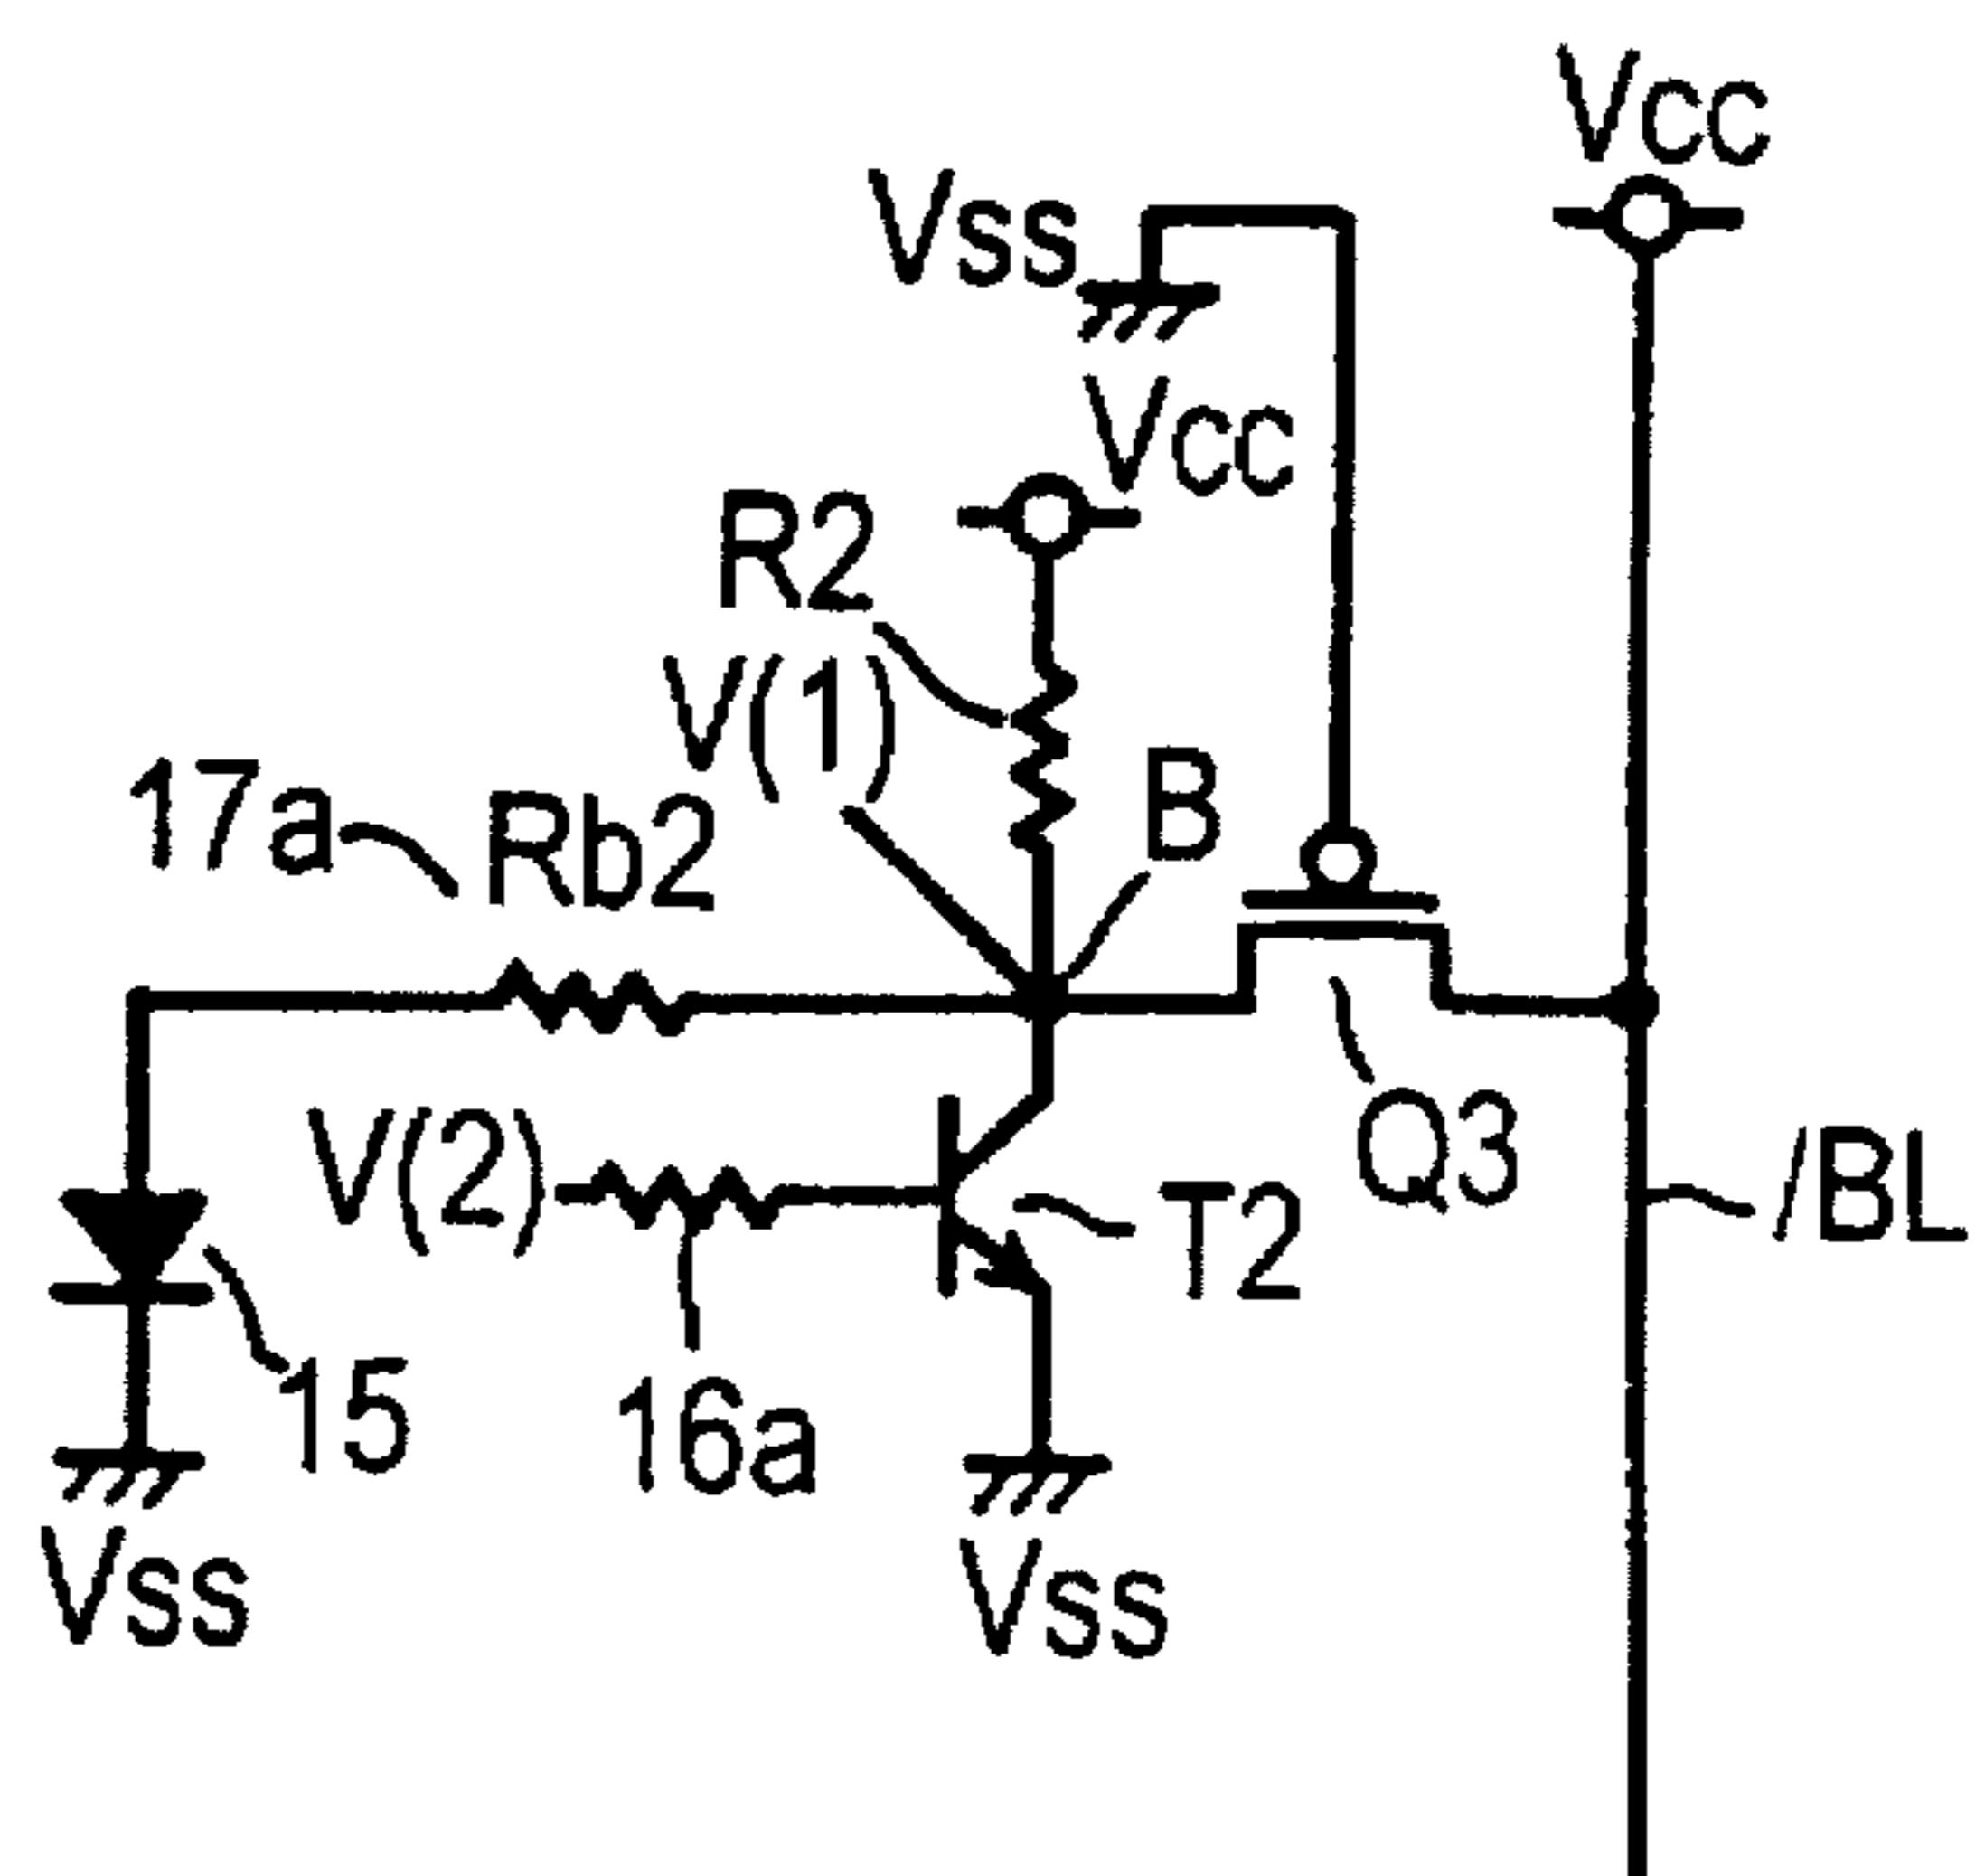 Vcc
Vss
Vcc
R2
V(1)
17a Rb2 B
V(2) Q3
T2 /BL
15 16a
Vss Vss